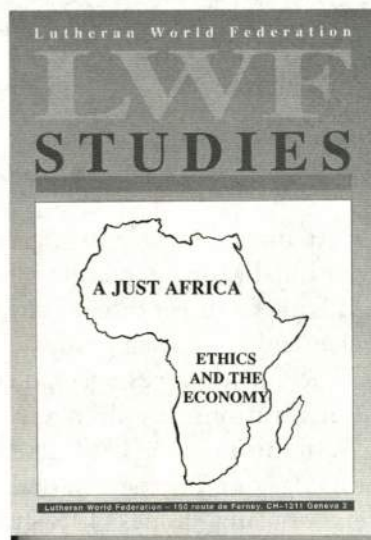 Lutheran World Federation
LWF
STUDIES
A JUST AFRICA
ETHICS
AND THE
ECONOMY
Lutheran World Federation – 150 route de Ferney, CH–1211 Geneva 2